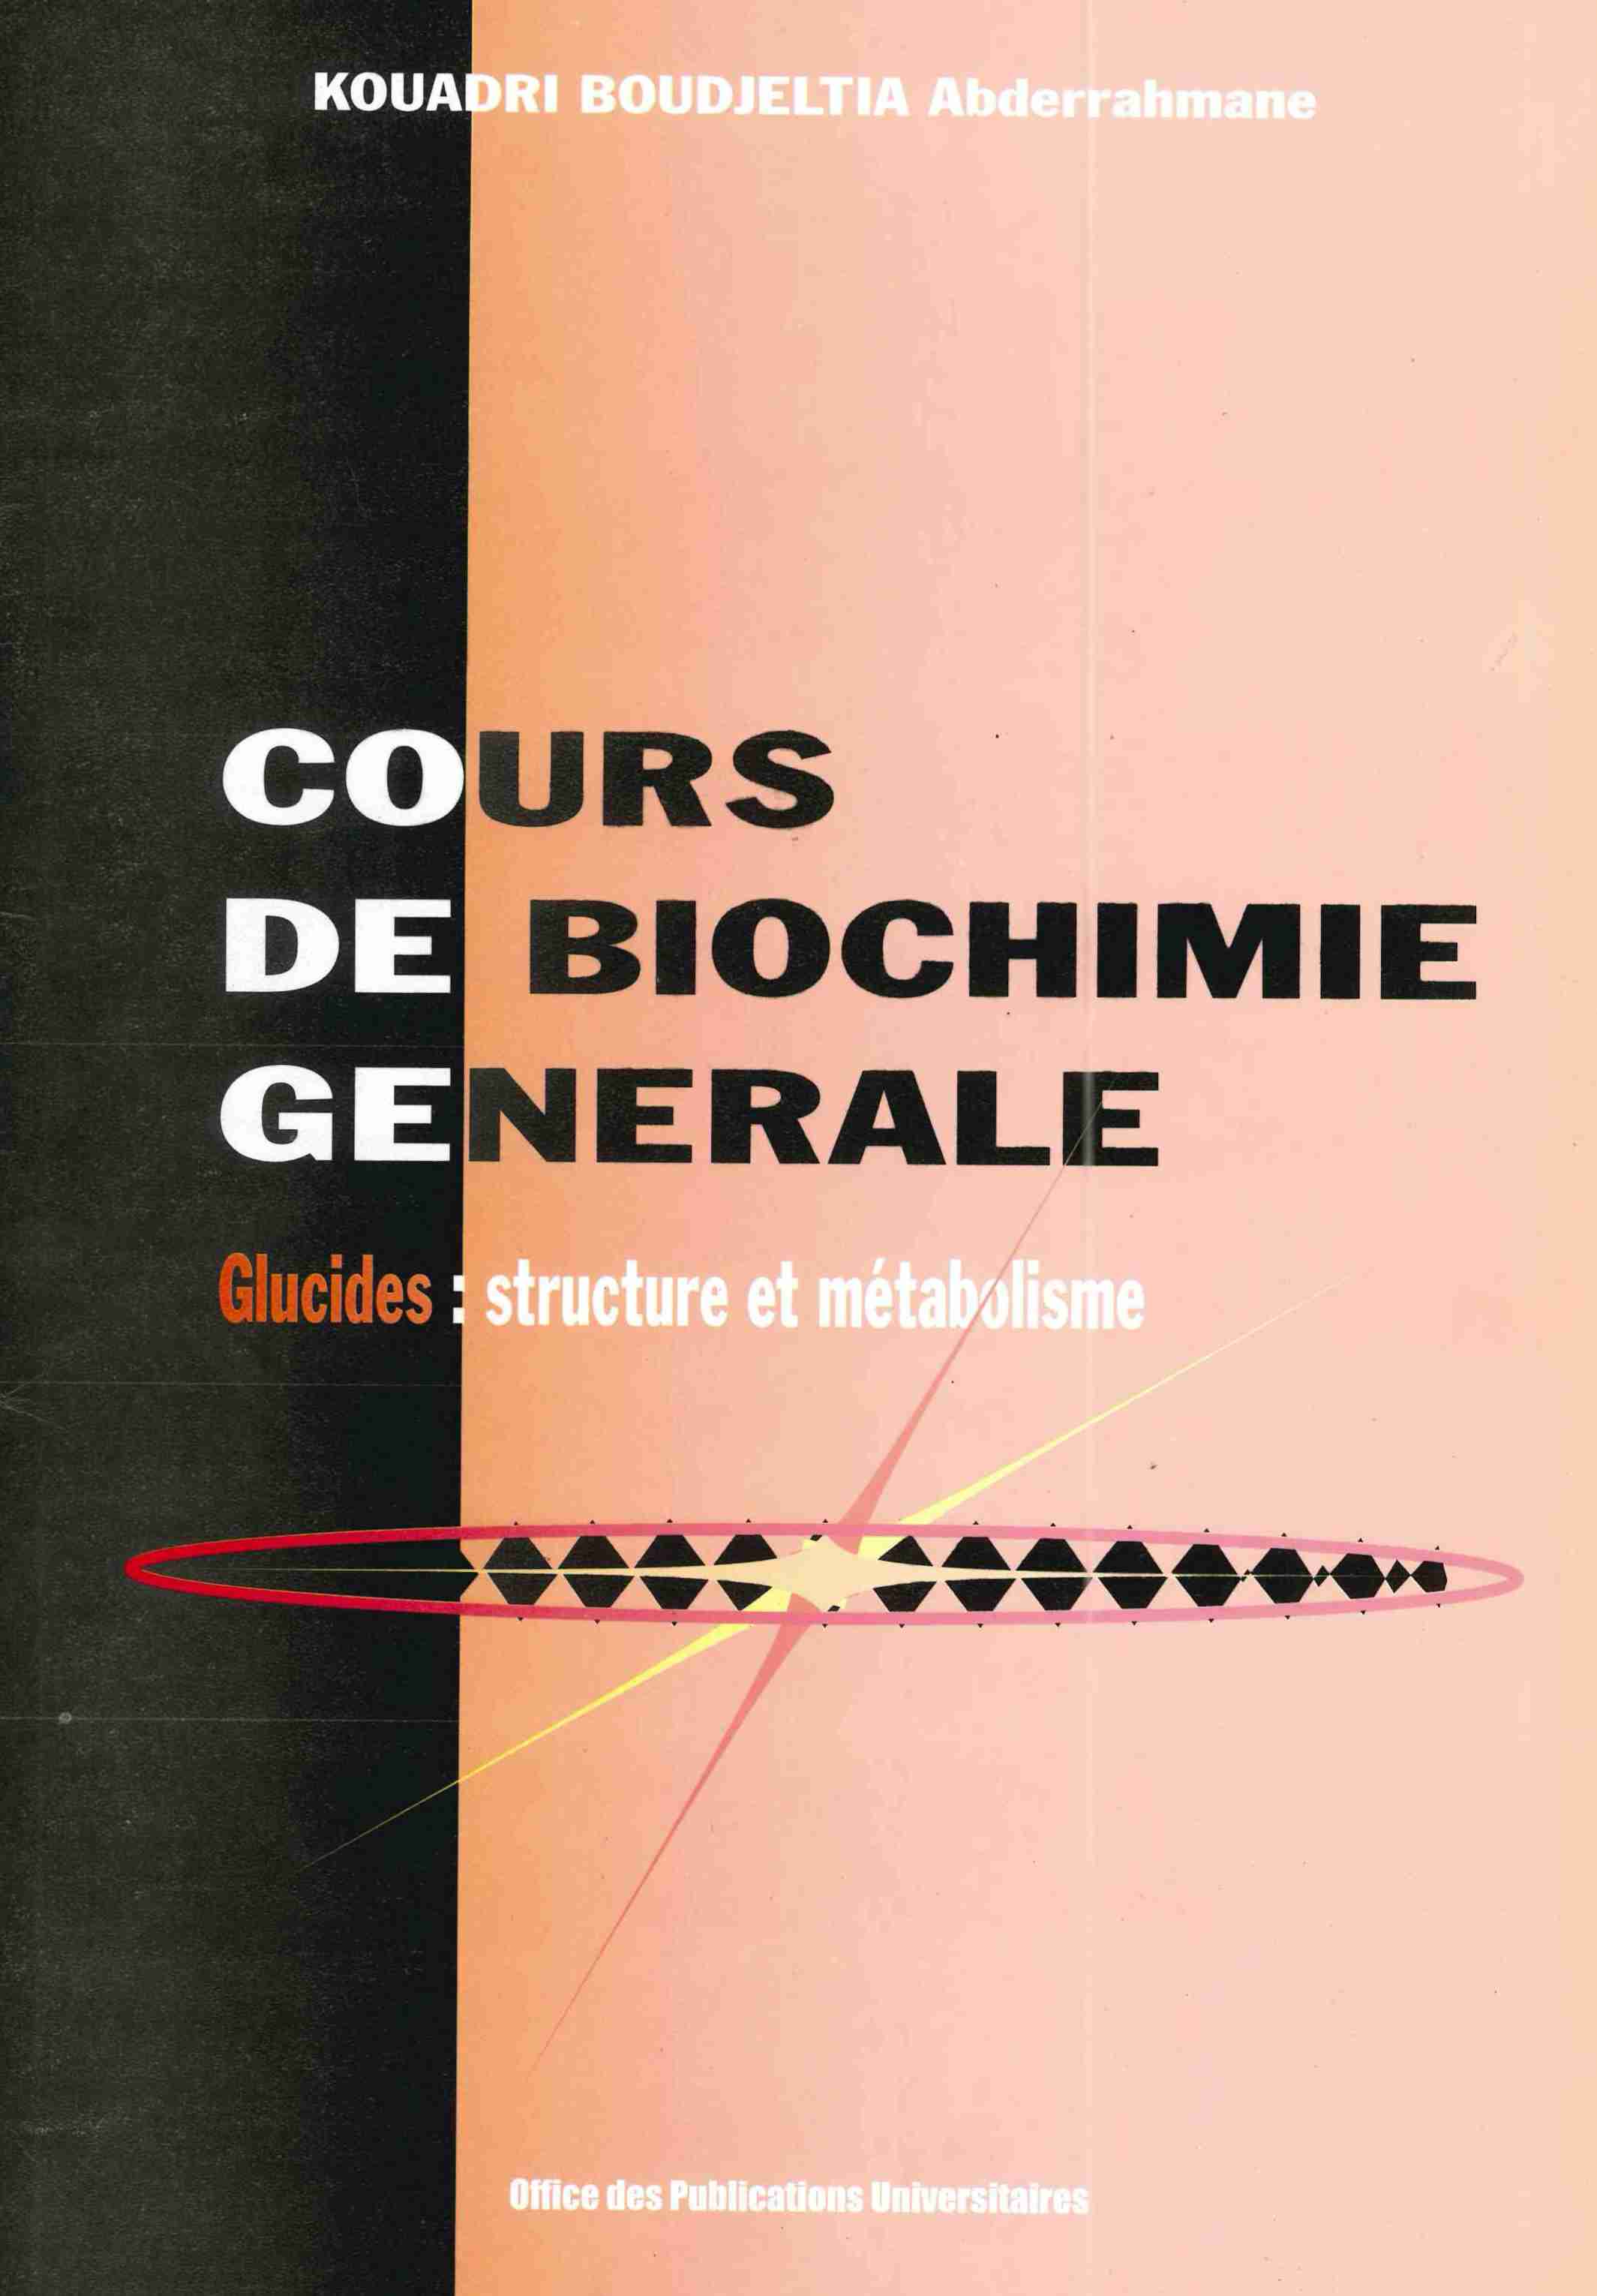 KOUADRI BOUDJELTIA Abderrahmane
COURS
DE BIOCHIMIE
GENERALE
Glucides : structure et métabolisme
Office des Publications Universitaires